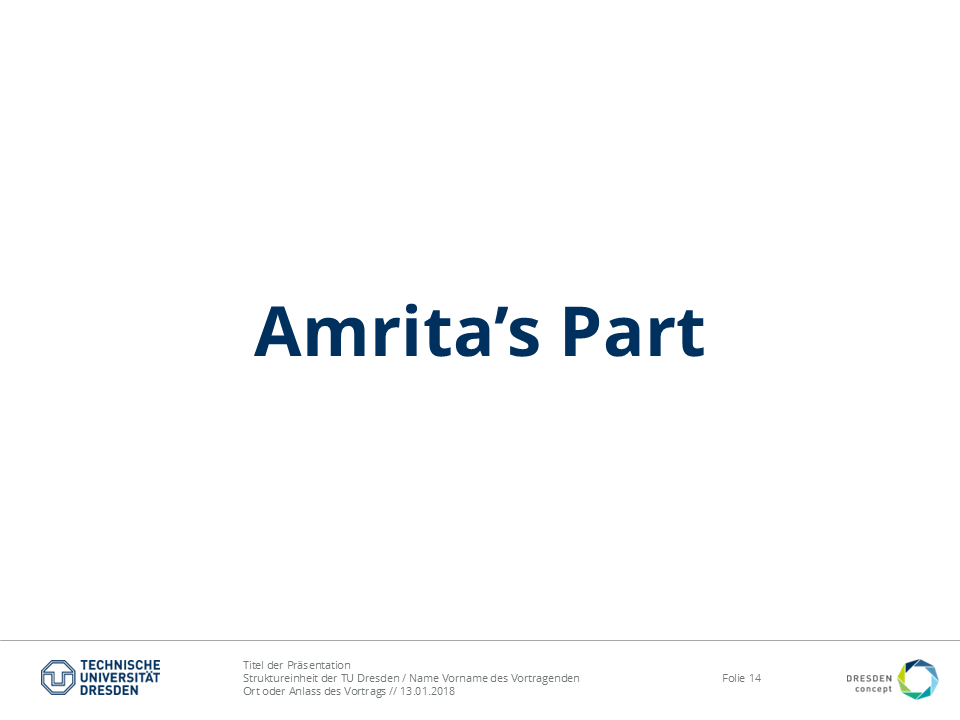 Amrita’s Part
TECHNISCHE
UNIVERSITÄT
DRESDEN
Titel der Präsentation
Struktureinheit der TU Dresden / Name Vorname des Vortragenden
Ort oder Anlass des Vortrags // 13.01.2018
Folie 14
DRESDEN
concept